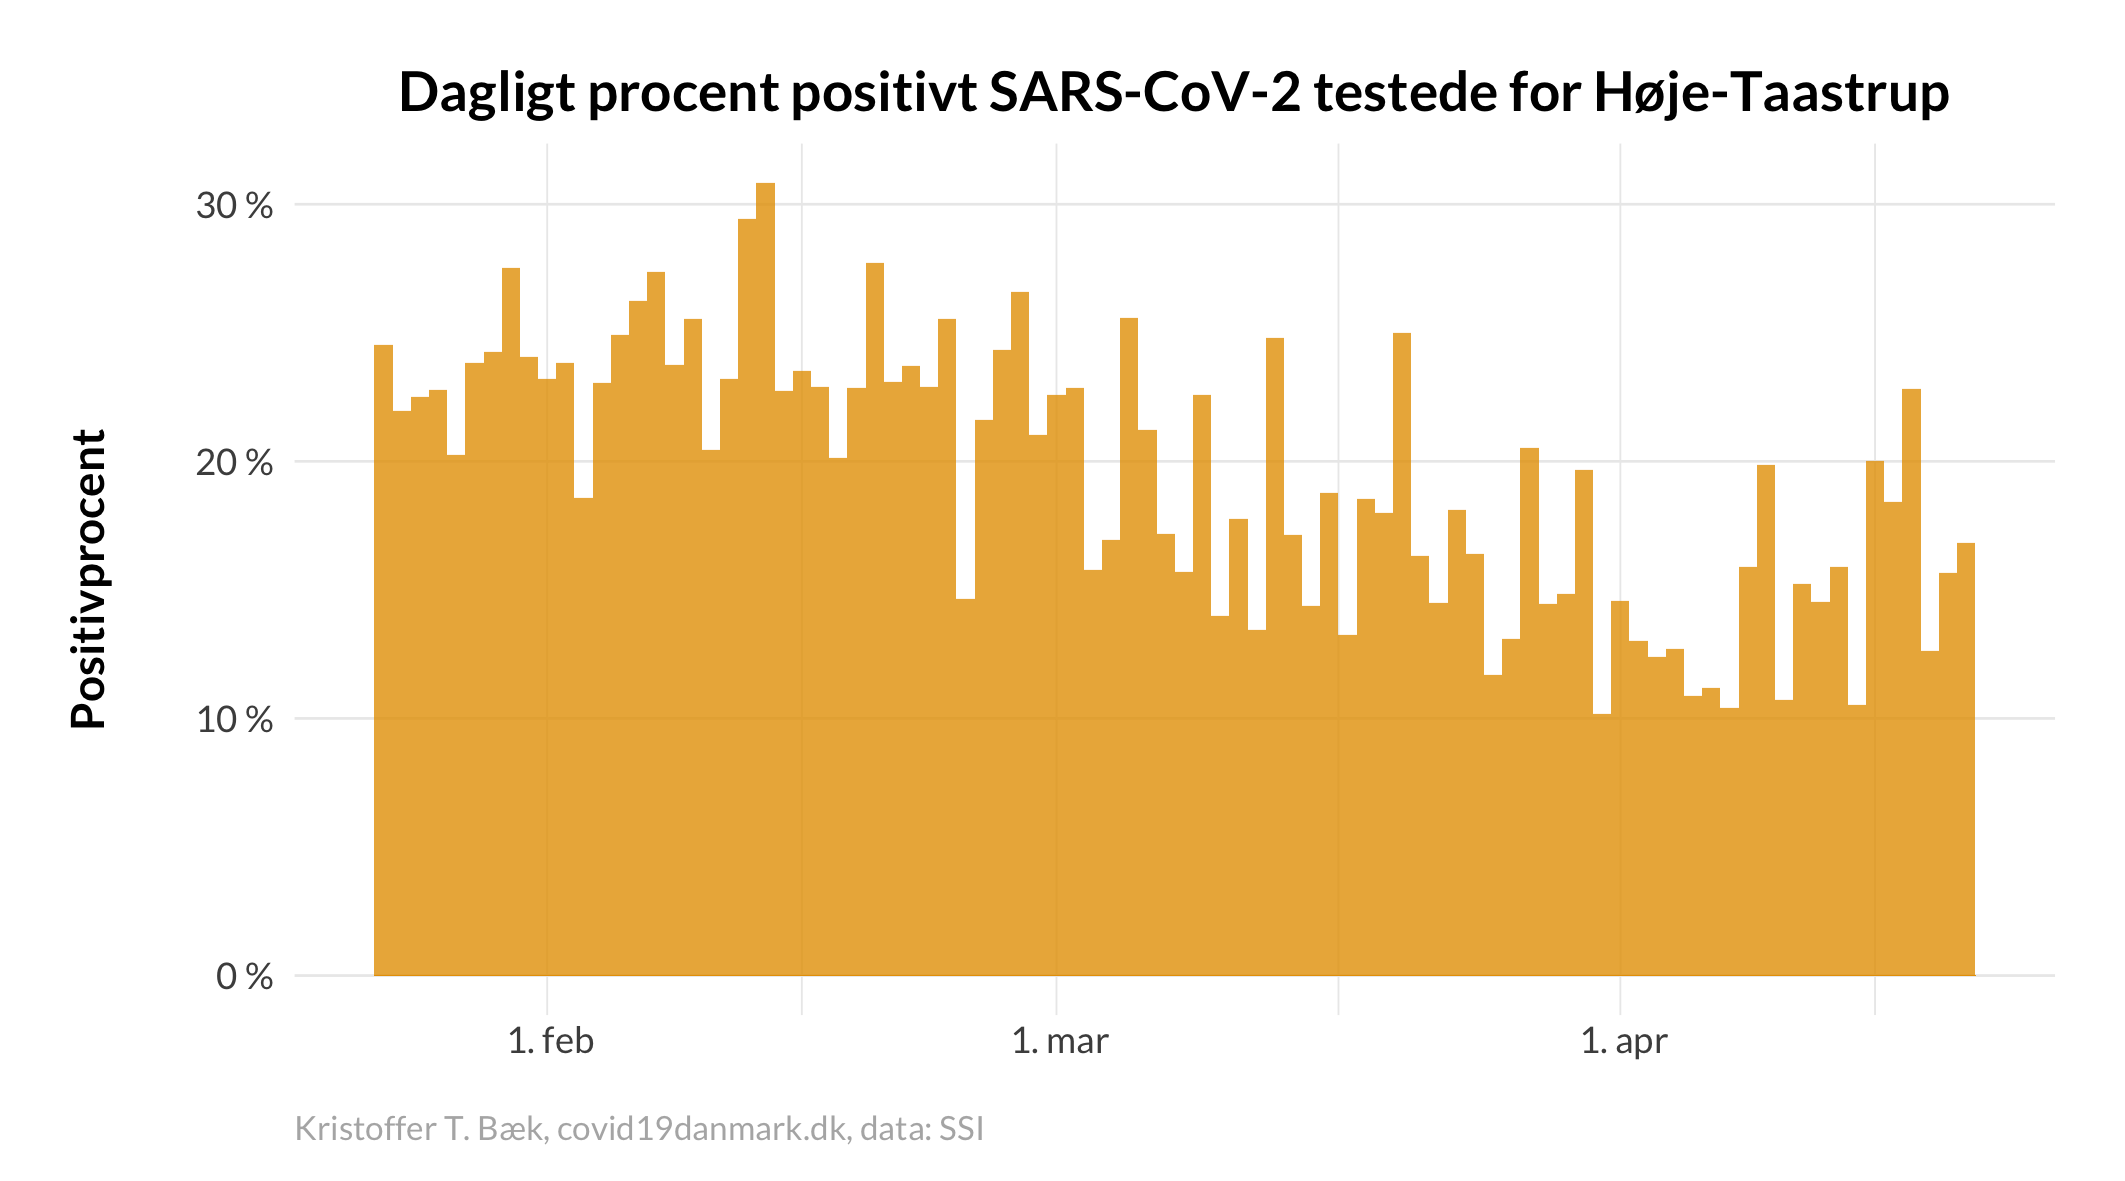 Dagligt procent positivt SARS-CoV-2 testede for Høje-Taastrup
Positivprocent
30 %
20 %
10 %
0 %
1. feb
1. mar
1. apr
Kristoffer T. Bæk, covid19danmark.dk, data: SSI